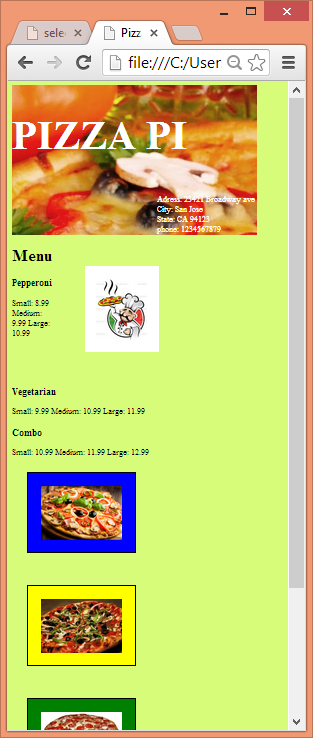 selec
Pizz
file:///C:/User
PIZZA PI
Adress: 23421 Broadway ave
City: San Jose
State: CA 94123
phone: 1234567879
Menu
Pepperoni
Small: 8.99
Medium:
9.99 Large:
10.99
Vegetarian
Small: 9.99 Medium: 10.99 Large: 11.99
Combo
Small: 10.99 Medium: 11.99 Large: 12.99